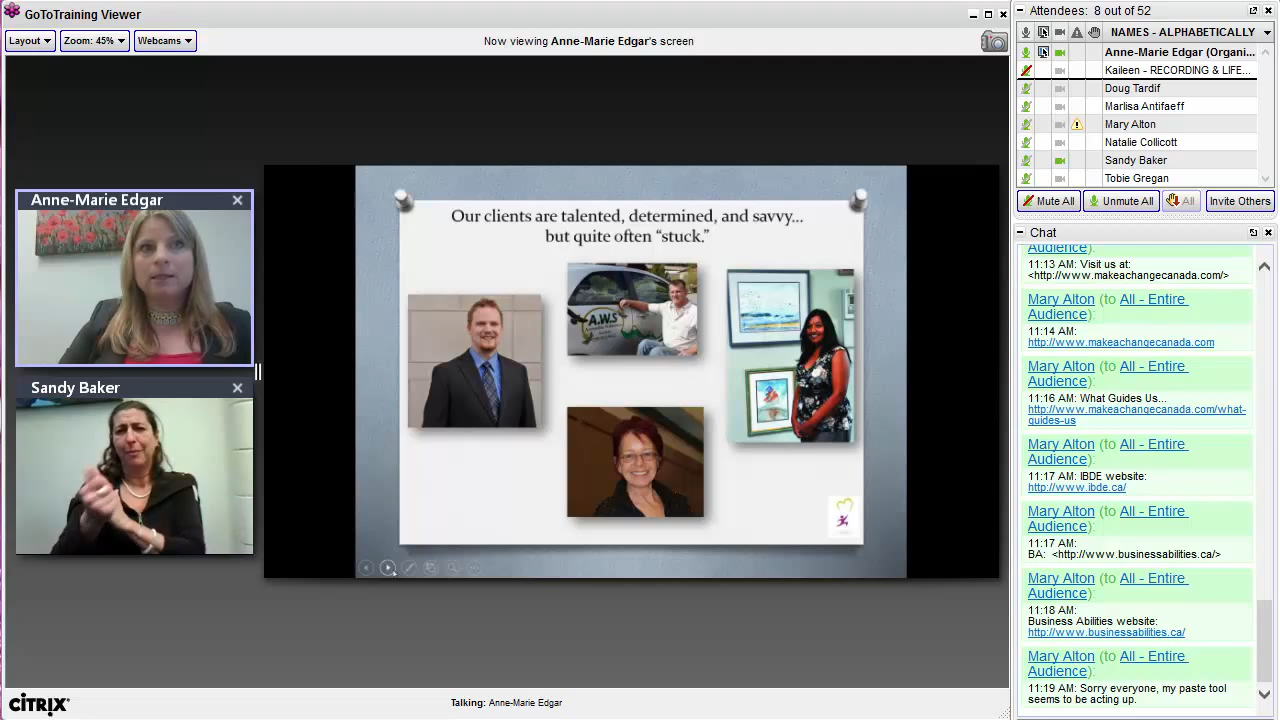 GoToTraining Viewer
Layout
Zoom: 45%
Webcams
Now viewing Anne-Marie Edgar's screen
Anne-Marie Edgar
Sandy Baker
Our clients are talented, determined, and savvy...
but quite often “stuck.”
A.W.S
CİTRIX
Talking: Anne-Marie Edgar
Attendees: 8 out of 52
NAMES - ALPHABETICALLY
Anne-Marie Edgar (Organi...
Kaileen - RECORDING & LIFE...
Doug Tardif
Marlisa Antifaeff
Mary Alton
Natalie Collicott
Sandy Baker
Tobie Gregan
Mute All
Unmute All
All
Invite Others
Chat
Audience):
11:13 AM: Visit us at:
<http://www.makeachangecanada.com/>
Mary Alton (to All - Entire
Audience):
11:14 AM:
http://www.makeachangecanada.com
Mary Alton (to All - Entire
Audience):
11:16 AM: What Guides Us...
http://www.makeachangecanada.com/what-
guides-us
Mary Alton (to All - Entire
Audience):
11:17 AM: IBDE website:
http://www.ibde.ca/
Mary Alton (to All - Entire
Audience):
11:17 AM:
BA: <http://www.businessabilities.ca/>
Mary Alton (to All - Entire
Audience):
11:18 AM:
Business Abilities website:
http://www.businessabilities.ca/
Mary Alton (to All - Entire
Audience):
11:19 AM: Sorry everyone, my paste tool
seems to be acting up.